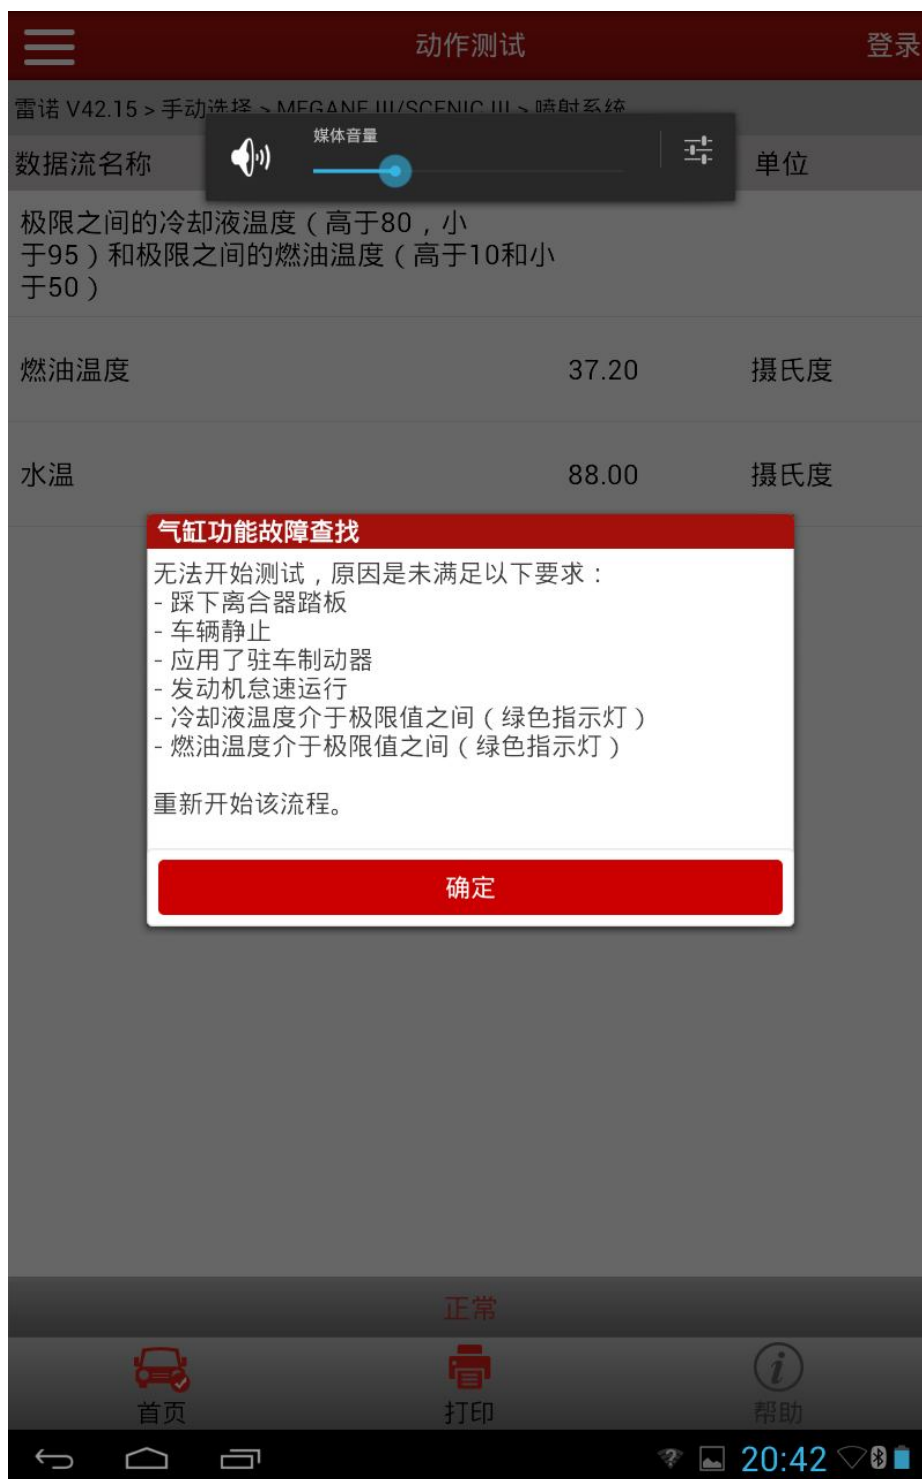 动作测试
登录
雷诺 V42.15 > 手动选择 > MEGANE III/SCENIC III > 喷射系统
媒体音量
数据流名称
单位
极限之间的冷却液温度（高于80，小
于95）和极限之间的燃油温度（高于10和小
于50）
燃油温度 37.20 摄氏度
水温 88.00 摄氏度
气缸功能故障查找
无法开始测试，原因是未满足以下要求：
- 踩下离合器踏板
- 车辆静止
- 应用了驻车制动器
- 发动机怠速运行
- 冷却液温度介于极限值之间（绿色指示灯）
- 燃油温度介于极限值之间（绿色指示灯）
重新开始该流程。
确定
正常
首页
打印
帮助
20:42